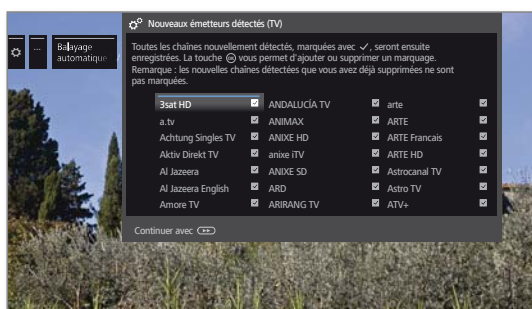 Nouveaux émetteurs détectés (TV)
...
Balayage
automatique
Toutes les chaînes nouvellement détectés, marquées avec ✓, seront ensuite
enregistrées. La touche OK vous permet d'ajouter ou supprimer un marquage.
Remarque : les nouvelles chaînes détectées que vous avez déjà supprimées ne sont
pas marquées.
3sat HD ANDALUCÍA TV arte
a.tv ANIMAX ARTE
Achtung Singles TV ANIXE HD ARTE Francais
Aktiv Direkt TV anixe iTV ARTE HD
Al Jazeera ANIXE SD Astrocanal TV
Al Jazeera English ARD Astro TV
Amore TV ARIRANG TV ATV+
Continuer avec